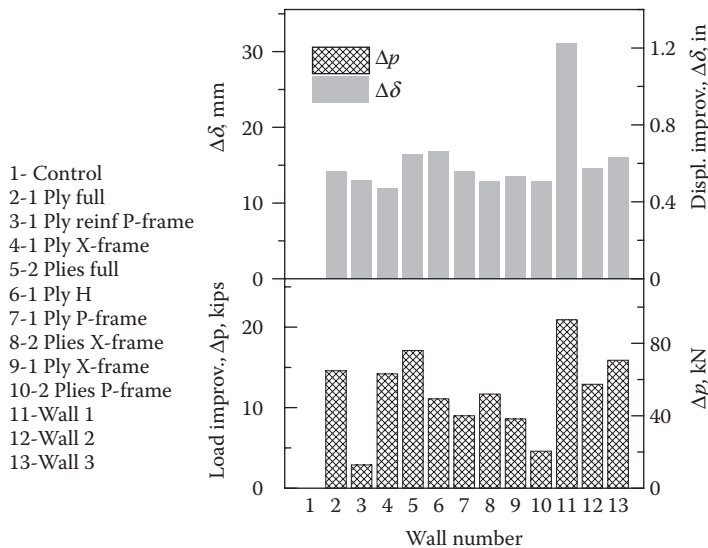 1- Control
2-1 Ply full
3-1 Ply reinf P-frame
4-1 Ply X-frame
5-2 Plies full
6-1 Ply H
7-1 Ply P-frame
8-2 Plies X-frame
9-1 Ply X-frame
10-2 Plies P-frame
11-Wall 1
12-Wall 2
13-Wall 3
Δδ, mm
30
20
10
0
Δp
Δδ
1.2
0.8
0.4
0
Displ. improv., Δδ, in
Load improv., Δp, kips
20
10
0
80
40
0
Δp, kN
1 2 3 4 5 6 7 8 9 10 11 12 13
Wall number